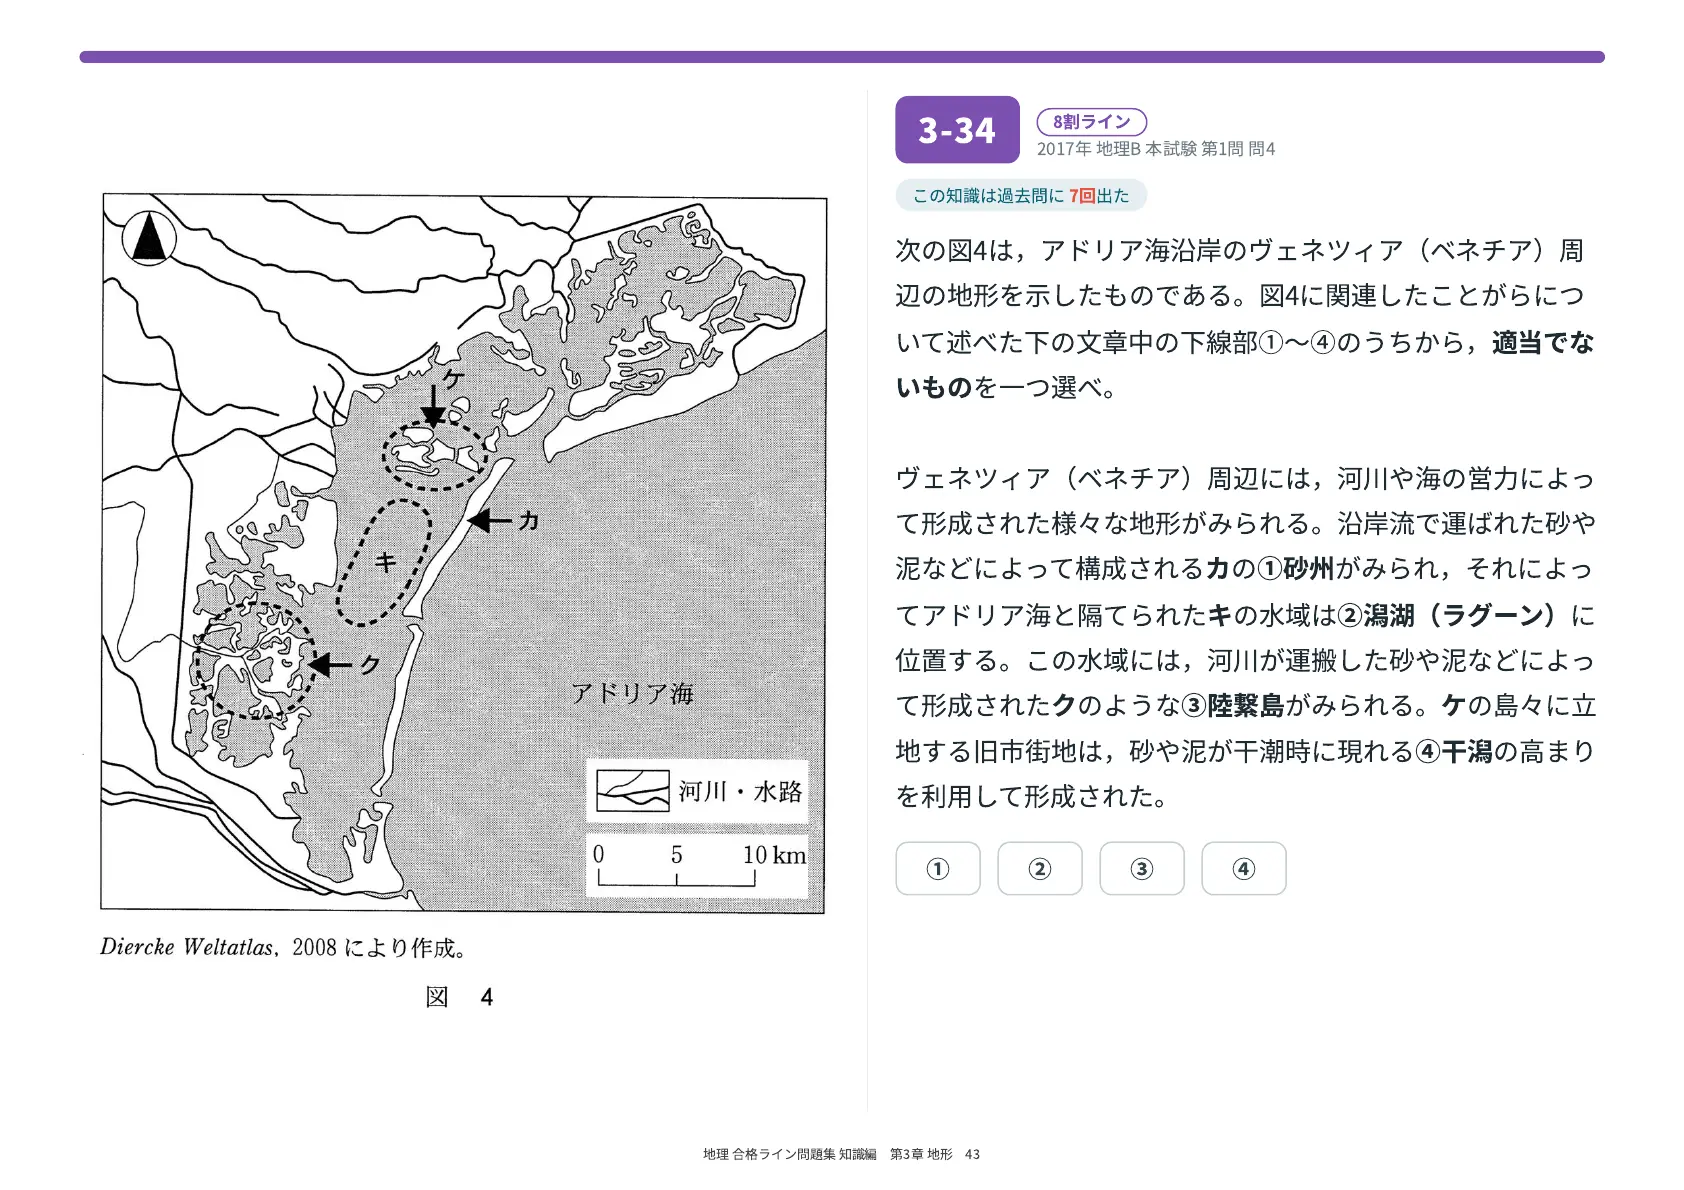 3-34
8割ライン
2017年 地理B 本試験 第1問 問4
この知識は過去問に 7回出た
次の図4は，アドリア海沿岸のヴェネツィア（ベネチア）周
辺の地形を示したものである。図4に関連したことがらにつ
いて述べた下の文章中の下線部①～④のうちから，適当でな
いものを一つ選べ。
ヴェネツィア（ベネチア）周辺には，河川や海の営力によっ
て形成された様々な地形がみられる。沿岸流で運ばれた砂や
泥などによって構成されるカの①砂州がみられ，それによっ
てアドリア海と隔てられたキの水域は②潟湖（ラグーン）に
位置する。この水域には，河川が運搬した砂や泥などによっ
て形成されたクのような③陸繋島がみられる。ケの島々に立
地する旧市街地は，砂や泥が干潮時に現れる④干潟の高まり
を利用して形成された。
①
②
③
④
ケ
カ
キ
ク
アドリア海
河川・水路
0 5 10 km
Diercke Weltatlas, 2008 により作成。
図 4
地理 合格ライン問題集 知識編 第3章 地形 43